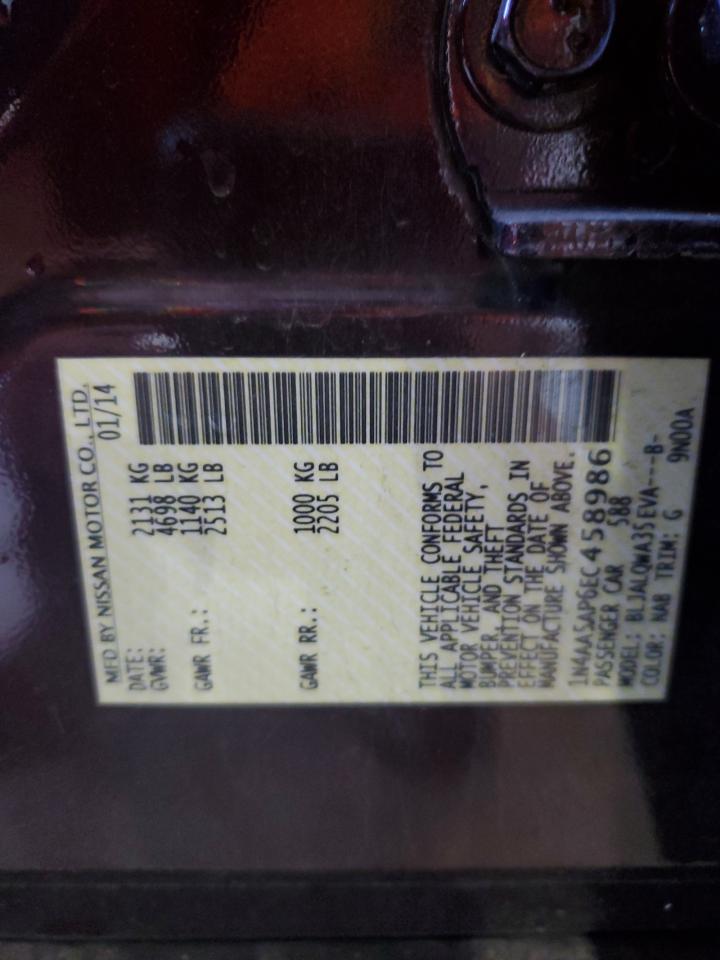 MFD BY NISSAN MOTOR CO., LTD.
DATE: 01/14
GVWR: 2131 KG
4698 LB
GAWR FR.: 1140 KG
2513 LB
GAWR RR.: 1000 KG
2205 LB
THIS VEHICLE CONFORMS TO
ALL APPLICABLE FEDERAL
MOTOR VEHICLE SAFETY,
BUMPER, AND THEFT
PREVENTION STANDARDS IN
EFFECT ON THE DATE OF
MANUFACTURE SHOWN ABOVE.
1N4AA5AP6EC458986
PASSENGER CAR 588
MODEL: BLJALQWA35EVA---B-
COLOR: NAB TRIM: G 9N00A